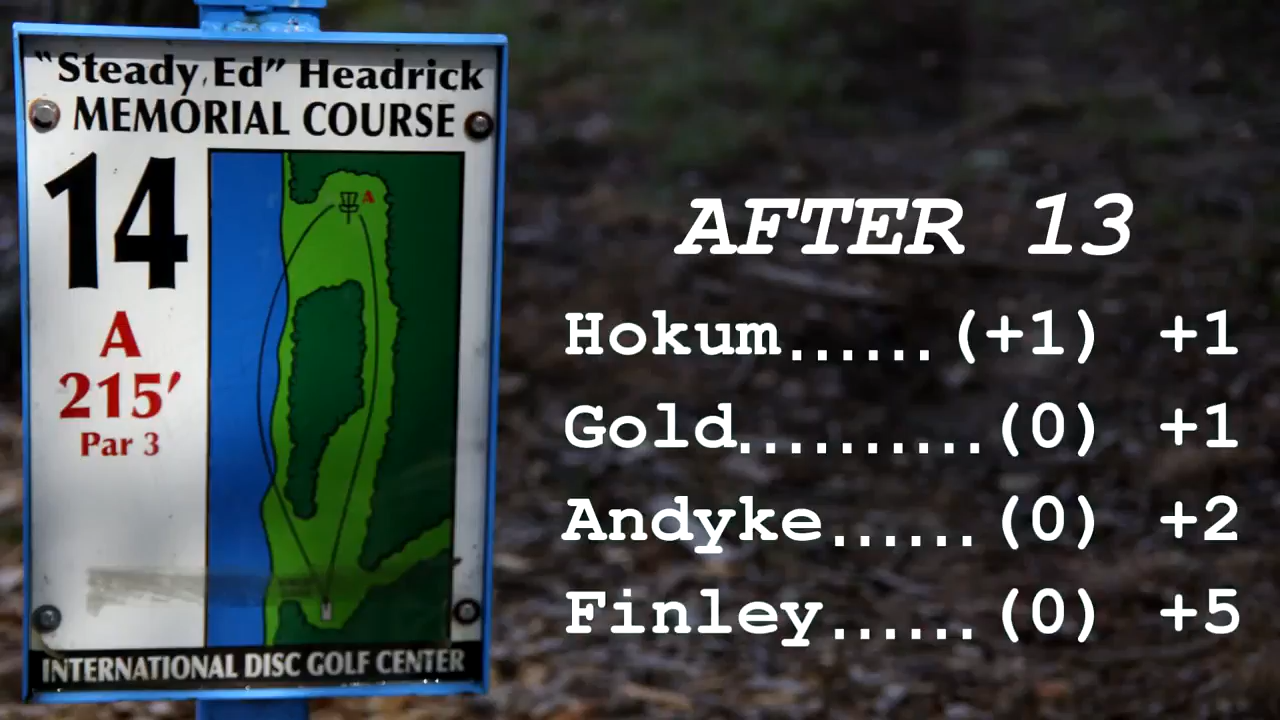 "Steady Ed" Headrick
MEMORIAL COURSE
14
A
A
215'
Par 3
INTERNATIONAL DISC GOLF CENTER
AFTER 13
Hokum......(+1) +1
Gold..........(0) +1
Andyke......(0) +2
Finley......(0) +5